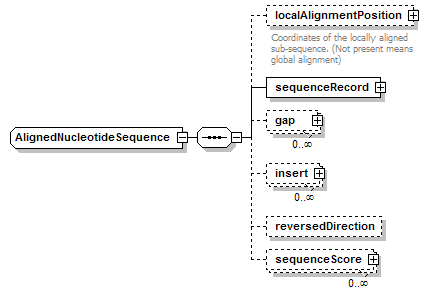 localAlignmentPosition
Coordinates of the locally aligned
sub-sequence. (Not present means
global alignment)
sequenceRecord
gap
0..∞
AlignedNucleotideSequence
insert
0..∞
reversedDirection
sequenceScore
0..∞